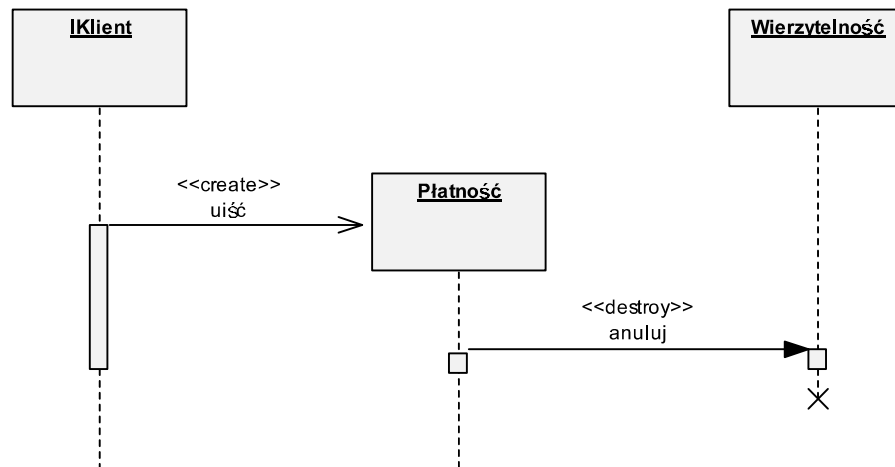 IKlient
Wierzytelność
<<create>>
uiść
Płatność
<<destroy>>
anuluj